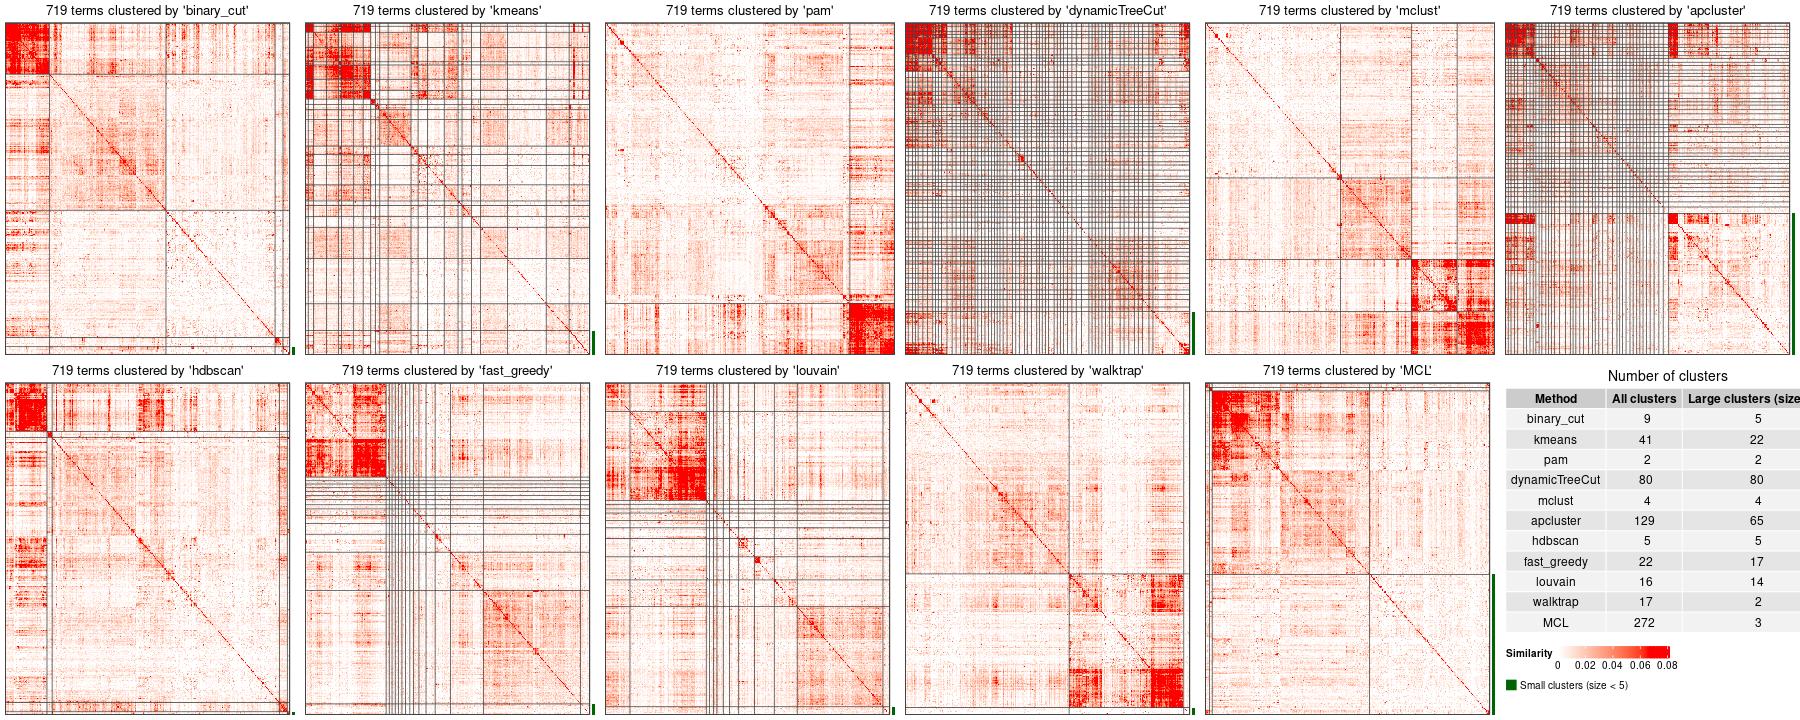 719 terms clustered by 'binary_cut'
719 terms clustered by 'kmeans'
719 terms clustered by 'pam'
719 terms clustered by 'dynamicTreeCut'
719 terms clustered by 'mclust'
719 terms clustered by 'apcluster'
719 terms clustered by 'hdbscan'
719 terms clustered by 'fast_greedy'
719 terms clustered by 'louvain'
719 terms clustered by 'walktrap'
719 terms clustered by 'MCL'
Number of clusters
Method All clusters Large clusters (size
binary_cut 9 5
kmeans 41 22
pam 2 2
dynamicTreeCut 80 80
mclust 4 4
apcluster 129 65
hdbscan 5 5
fast_greedy 22 17
louvain 16 14
walktrap 17 2
MCL 272 3
Similarity
0 0.02 0.04 0.06 0.08
Small clusters (size < 5)